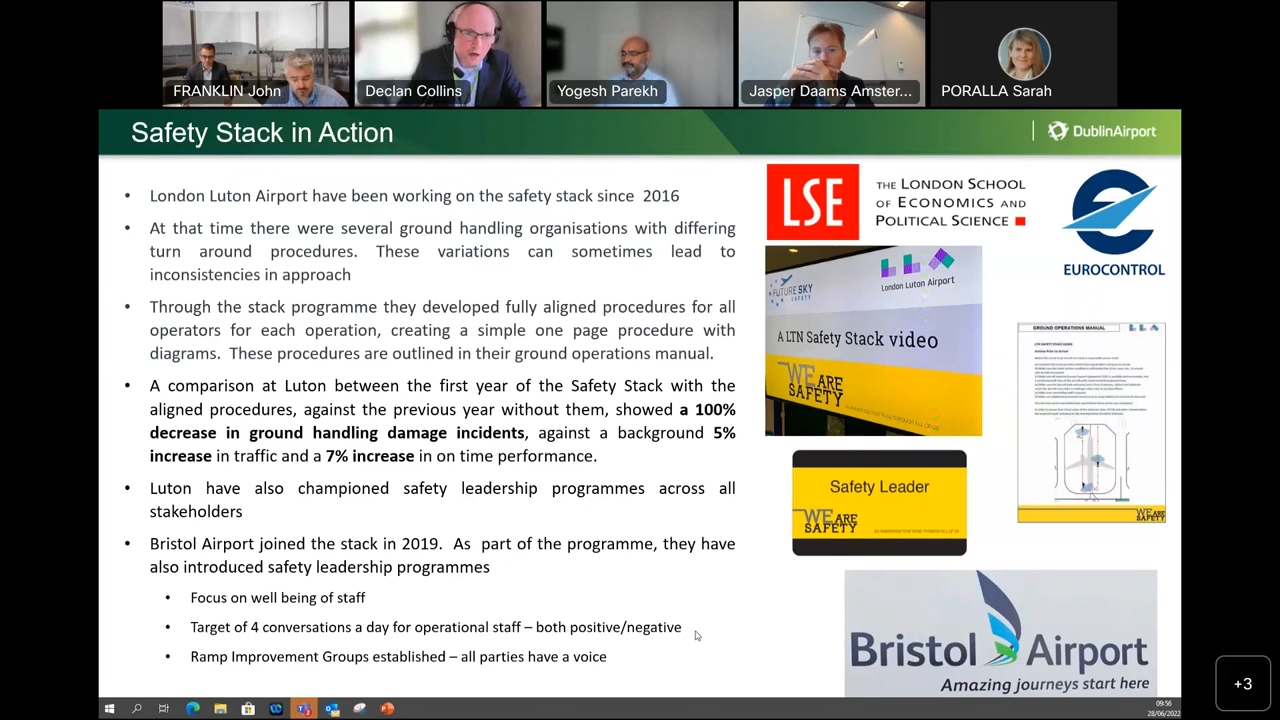 FRANKLIN John
Declan Collins
Yogesh Parekh
Jasper Daams Amster...
PORALLA Sarah
Safety Stack in Action
DublinAirport
• London Luton Airport have been working on the safety stack since 2016
• At that time there were several ground handling organisations with differing
turn around procedures. These variations can sometimes lead to
inconsistencies in approach
• Through the stack programme they developed fully aligned procedures for all
operators for each operation, creating a simple one page procedure with
diagrams. These procedures are outlined in their ground operations manual.
• A comparison at Luton between the first year of the Safety Stack with the
aligned procedures, against the previous year without them, showed a 100%
decrease in ground handling damage incidents, against a background 5%
increase in traffic and a 7% increase in on time performance.
• Luton have also championed safety leadership programmes across all
stakeholders
• Bristol Airport joined the stack in 2019. As part of the programme, they have
also introduced safety leadership programmes
• Focus on well being of staff
• Target of 4 conversations a day for operational staff – both positive/negative
• Ramp Improvement Groups established – all parties have a voice
LSE
THE LONDON SCHOOL
OF ECONOMICS AND
POLITICAL SCIENCE
EUROCONTROL
FUTURE SKY
SAFETY
London Luton Airport
A LTN Safety Stack video
WE ARE
SAFETY
GROUND OPERATIONS MANUAL
LTN SAFETY STACK GUIDE
WE ARE
SAFETY
Safety Leader
WE ARE
SAFETY
Bristol Airport
Amazing journeys start here
+3
09:56
28/06/2022